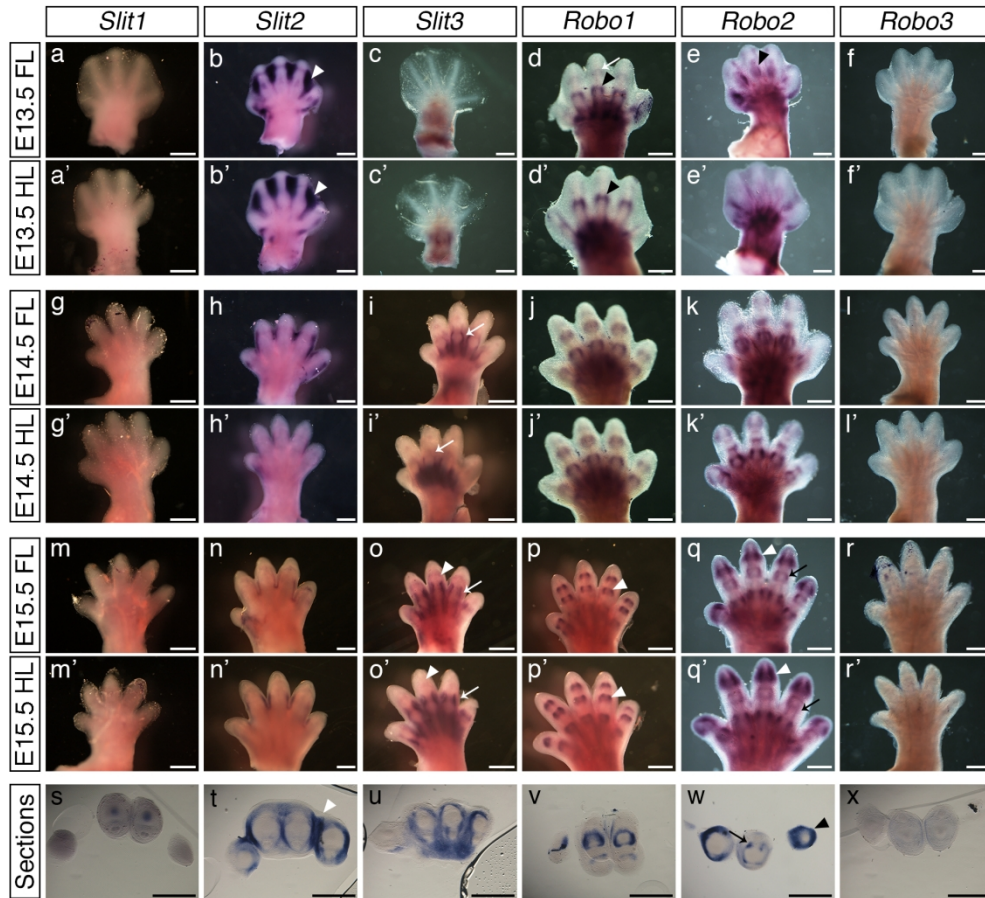 Slit1 Slit2 Slit3 Robo1 Robo2 Robo3
E13.5 FL
a b c d e f
E13.5 HL
a' b' c' d' e' f'
E14.5 FL
g h i j k l
E14.5 HL
g' h' i' j' k' l'
E15.5 FL
m n o p q r
E15.5 HL
m' n' o' p' q' r'
Sections
s t u v w x